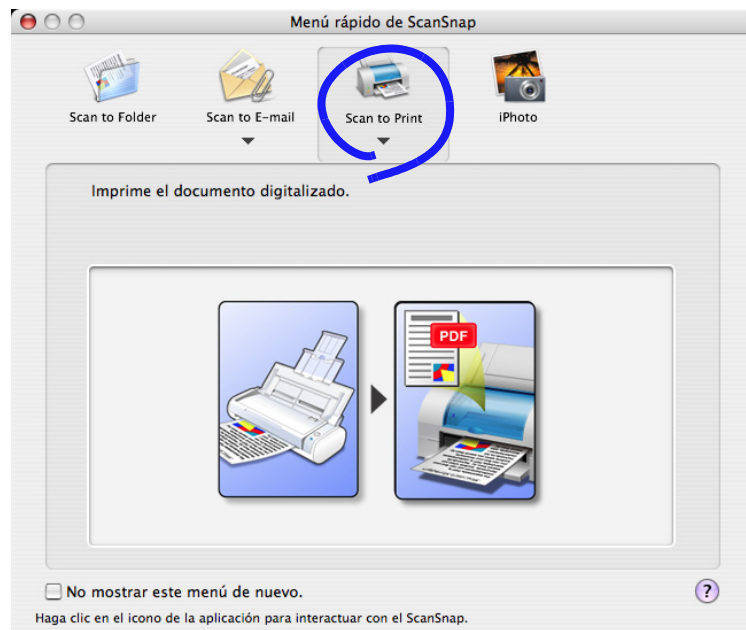 Menú rápido de ScanSnap
Scan to Folder
Scan to E-mail
Scan to Print
iPhoto
Imprime el documento digitalizado.
PDF
No mostrar este menú de nuevo.
?
Haga clic en el icono de la aplicación para interactuar con el ScanSnap.